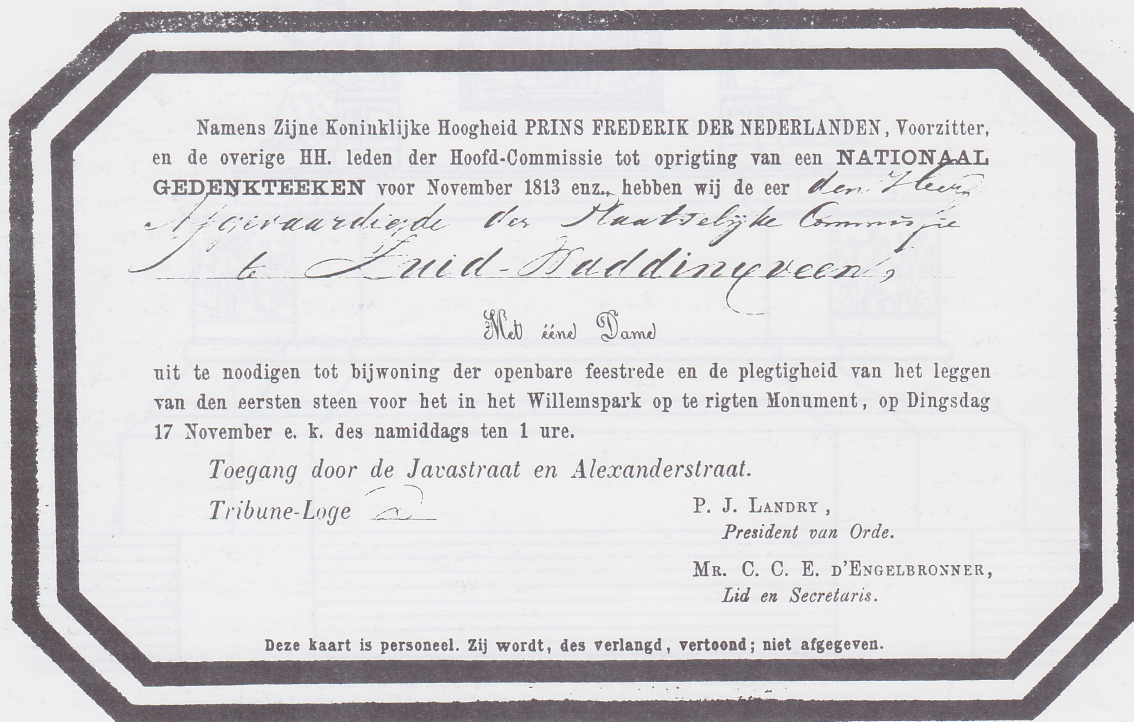 Namens Zijne Koninklijke Hoogheid PRINS FREDERIK DER NEDERLANDEN, Voorzitter,
en de overige HH. leden der Hoofd-Commissie tot oprigting van een NATIONAAL
GEDENKTEEKEN voor November 1813 enz., hebben wij de eer den Heer
Afgevaardigde der Plaatselijke Commissie
te Zuid-Waddingsveen,
Met ééne Dame
uit te noodigen tot bijwoning der openbare feestrede en de plegtigheid van het leggen
van den eersten steen voor het in het Willemspark op te rigten Monument, op Dingsdag
17 November e. k. des namiddags ten 1 ure.
Toegang door de Javastraat en Alexanderstraat.
Tribune-Loge
P. J. LANDRY,
President van Orde.
MR. C. C. E. D'ENGELBRONNER,
Lid en Secretaris.
Deze kaart is personeel. Zij wordt, des verlangd, vertoond; niet afgegeven.